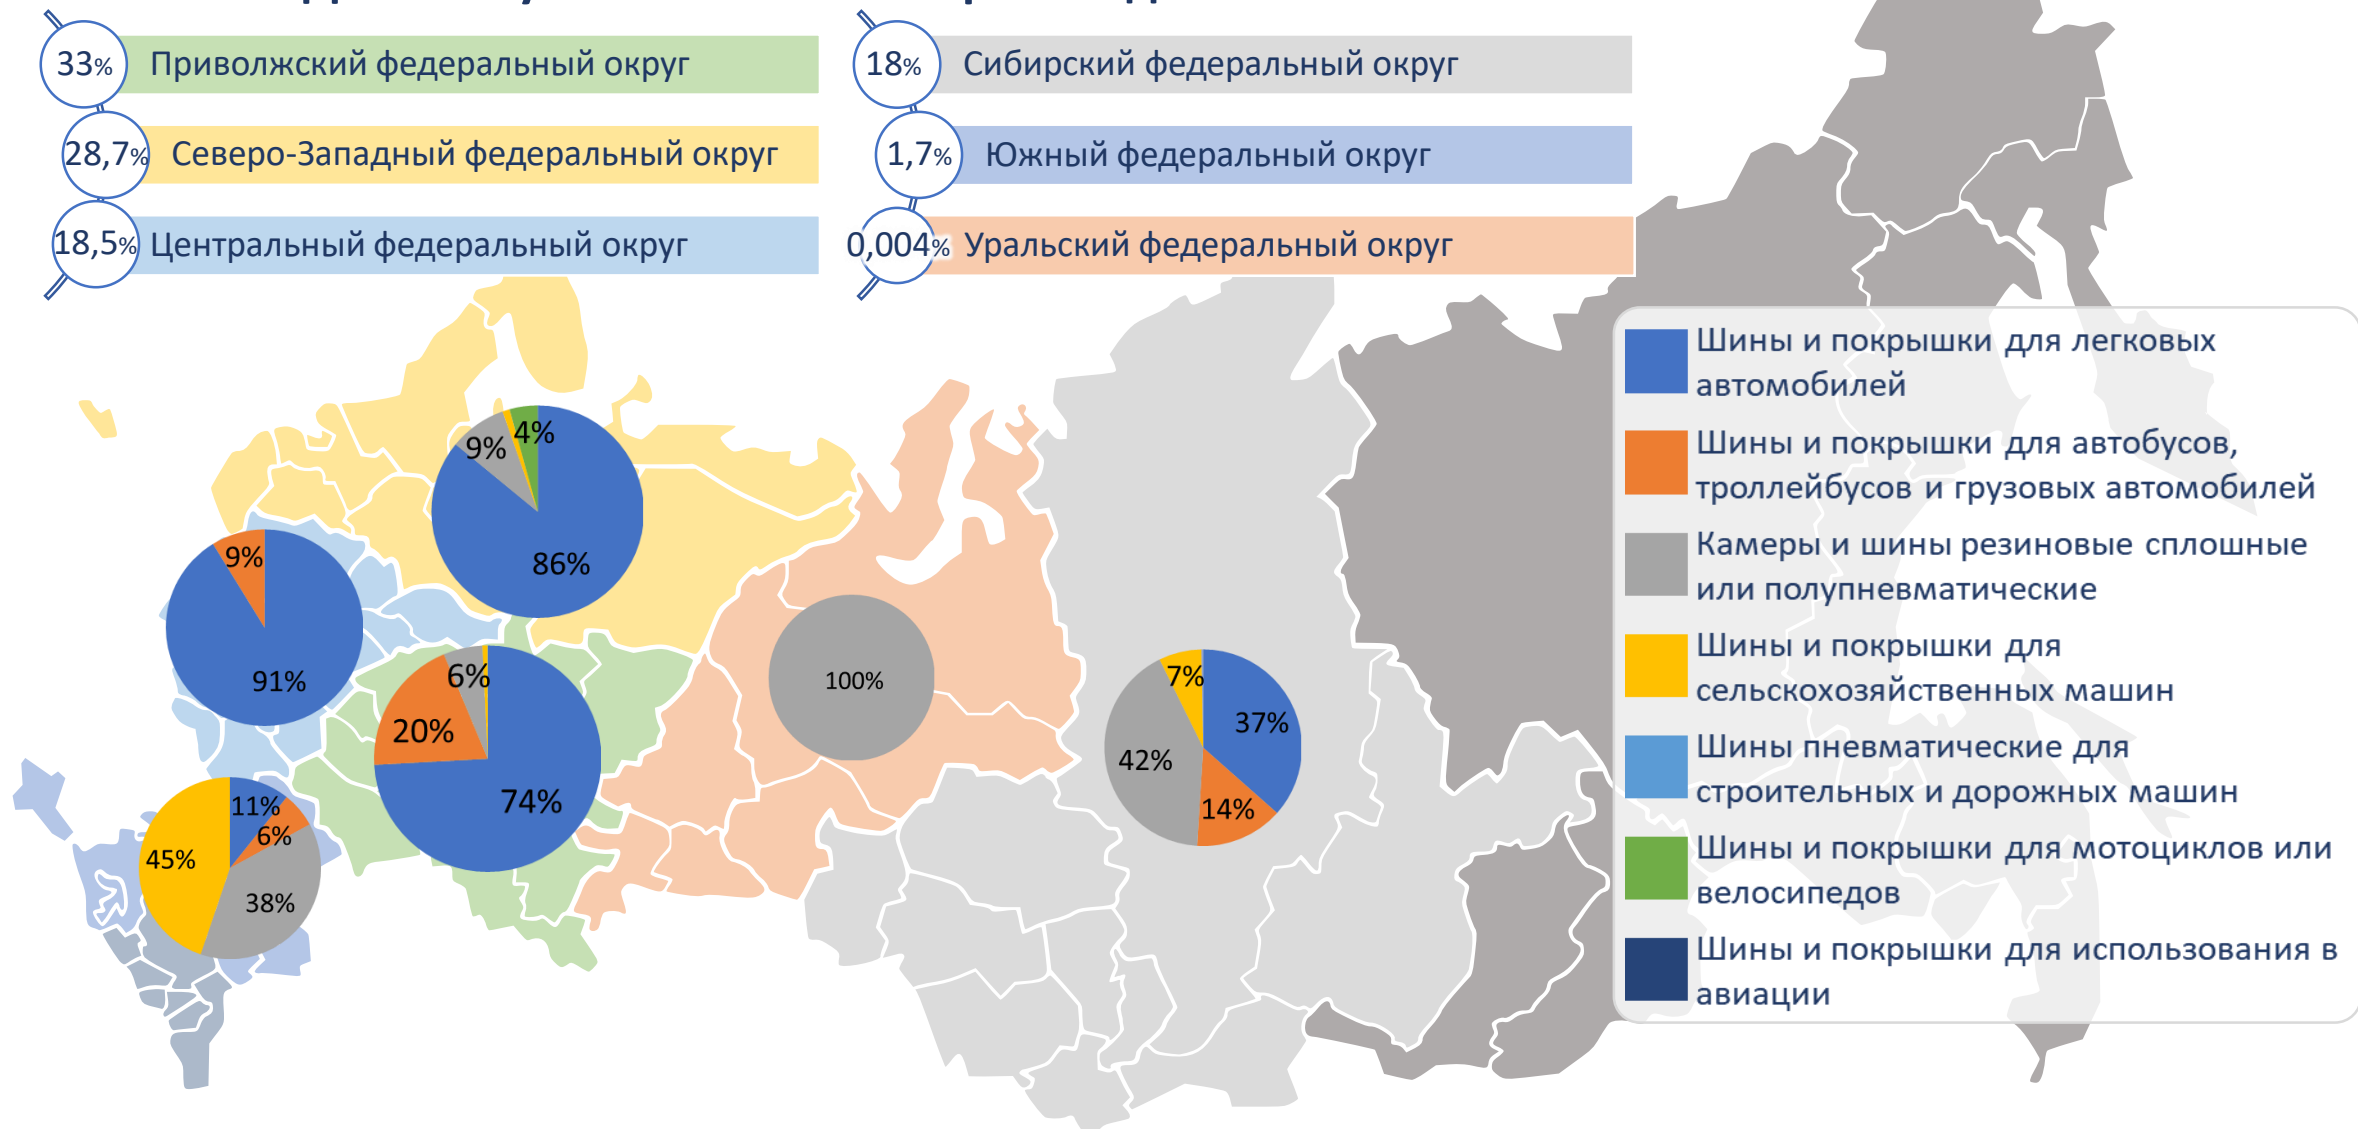 33%
Приволжский федеральный округ
28,7%
Северо-Западный федеральный округ
18,5%
Центральный федеральный округ
18%
Сибирский федеральный округ
1,7%
Южный федеральный округ
0,004%
Уральский федеральный округ
Шины и покрышки для легковых
автомобилей
Шины и покрышки для автобусов,
троллейбусов и грузовых автомобилей
Камеры и шины резиновые сплошные
или полупневматические
Шины и покрышки для
сельскохозяйственных машин
Шины пневматические для
строительных и дорожных машин
Шины и покрышки для мотоциклов или
велосипедов
Шины и покрышки для использования в
авиации
9%
4%
86%
9%
91%
6%
20%
74%
100%
7%
37%
42%
14%
11%
6%
45%
38%